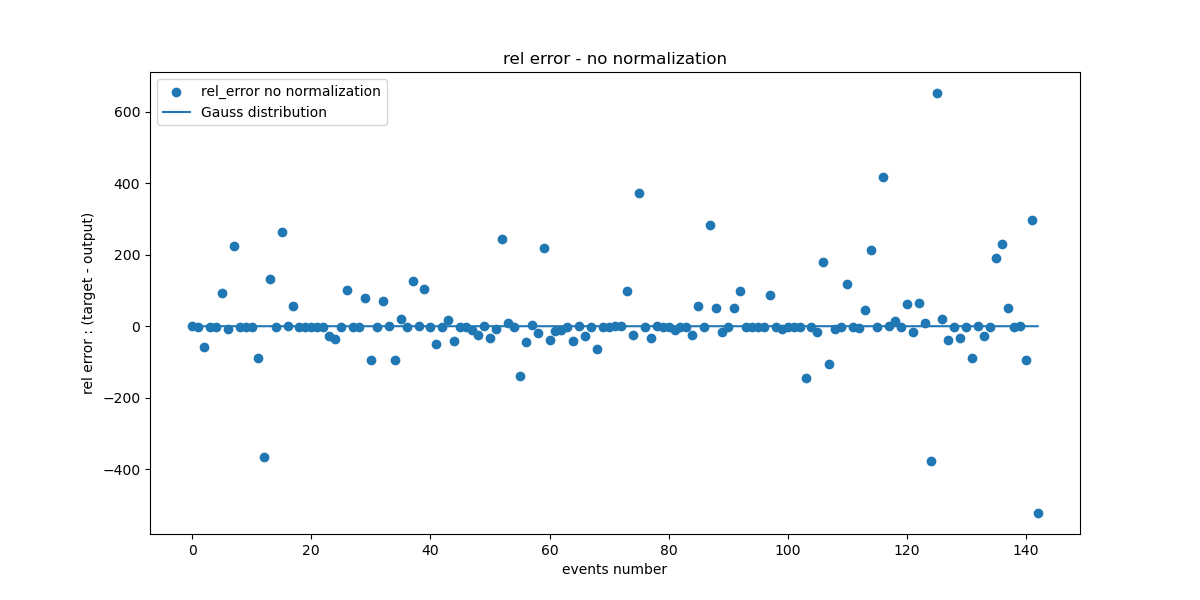 rel error - no normalization
rel_error no normalization
Gauss distribution
rel error : (target - output)
600
400
200
0
−200
−400
0 20 40 60 80 100 120 140
events number